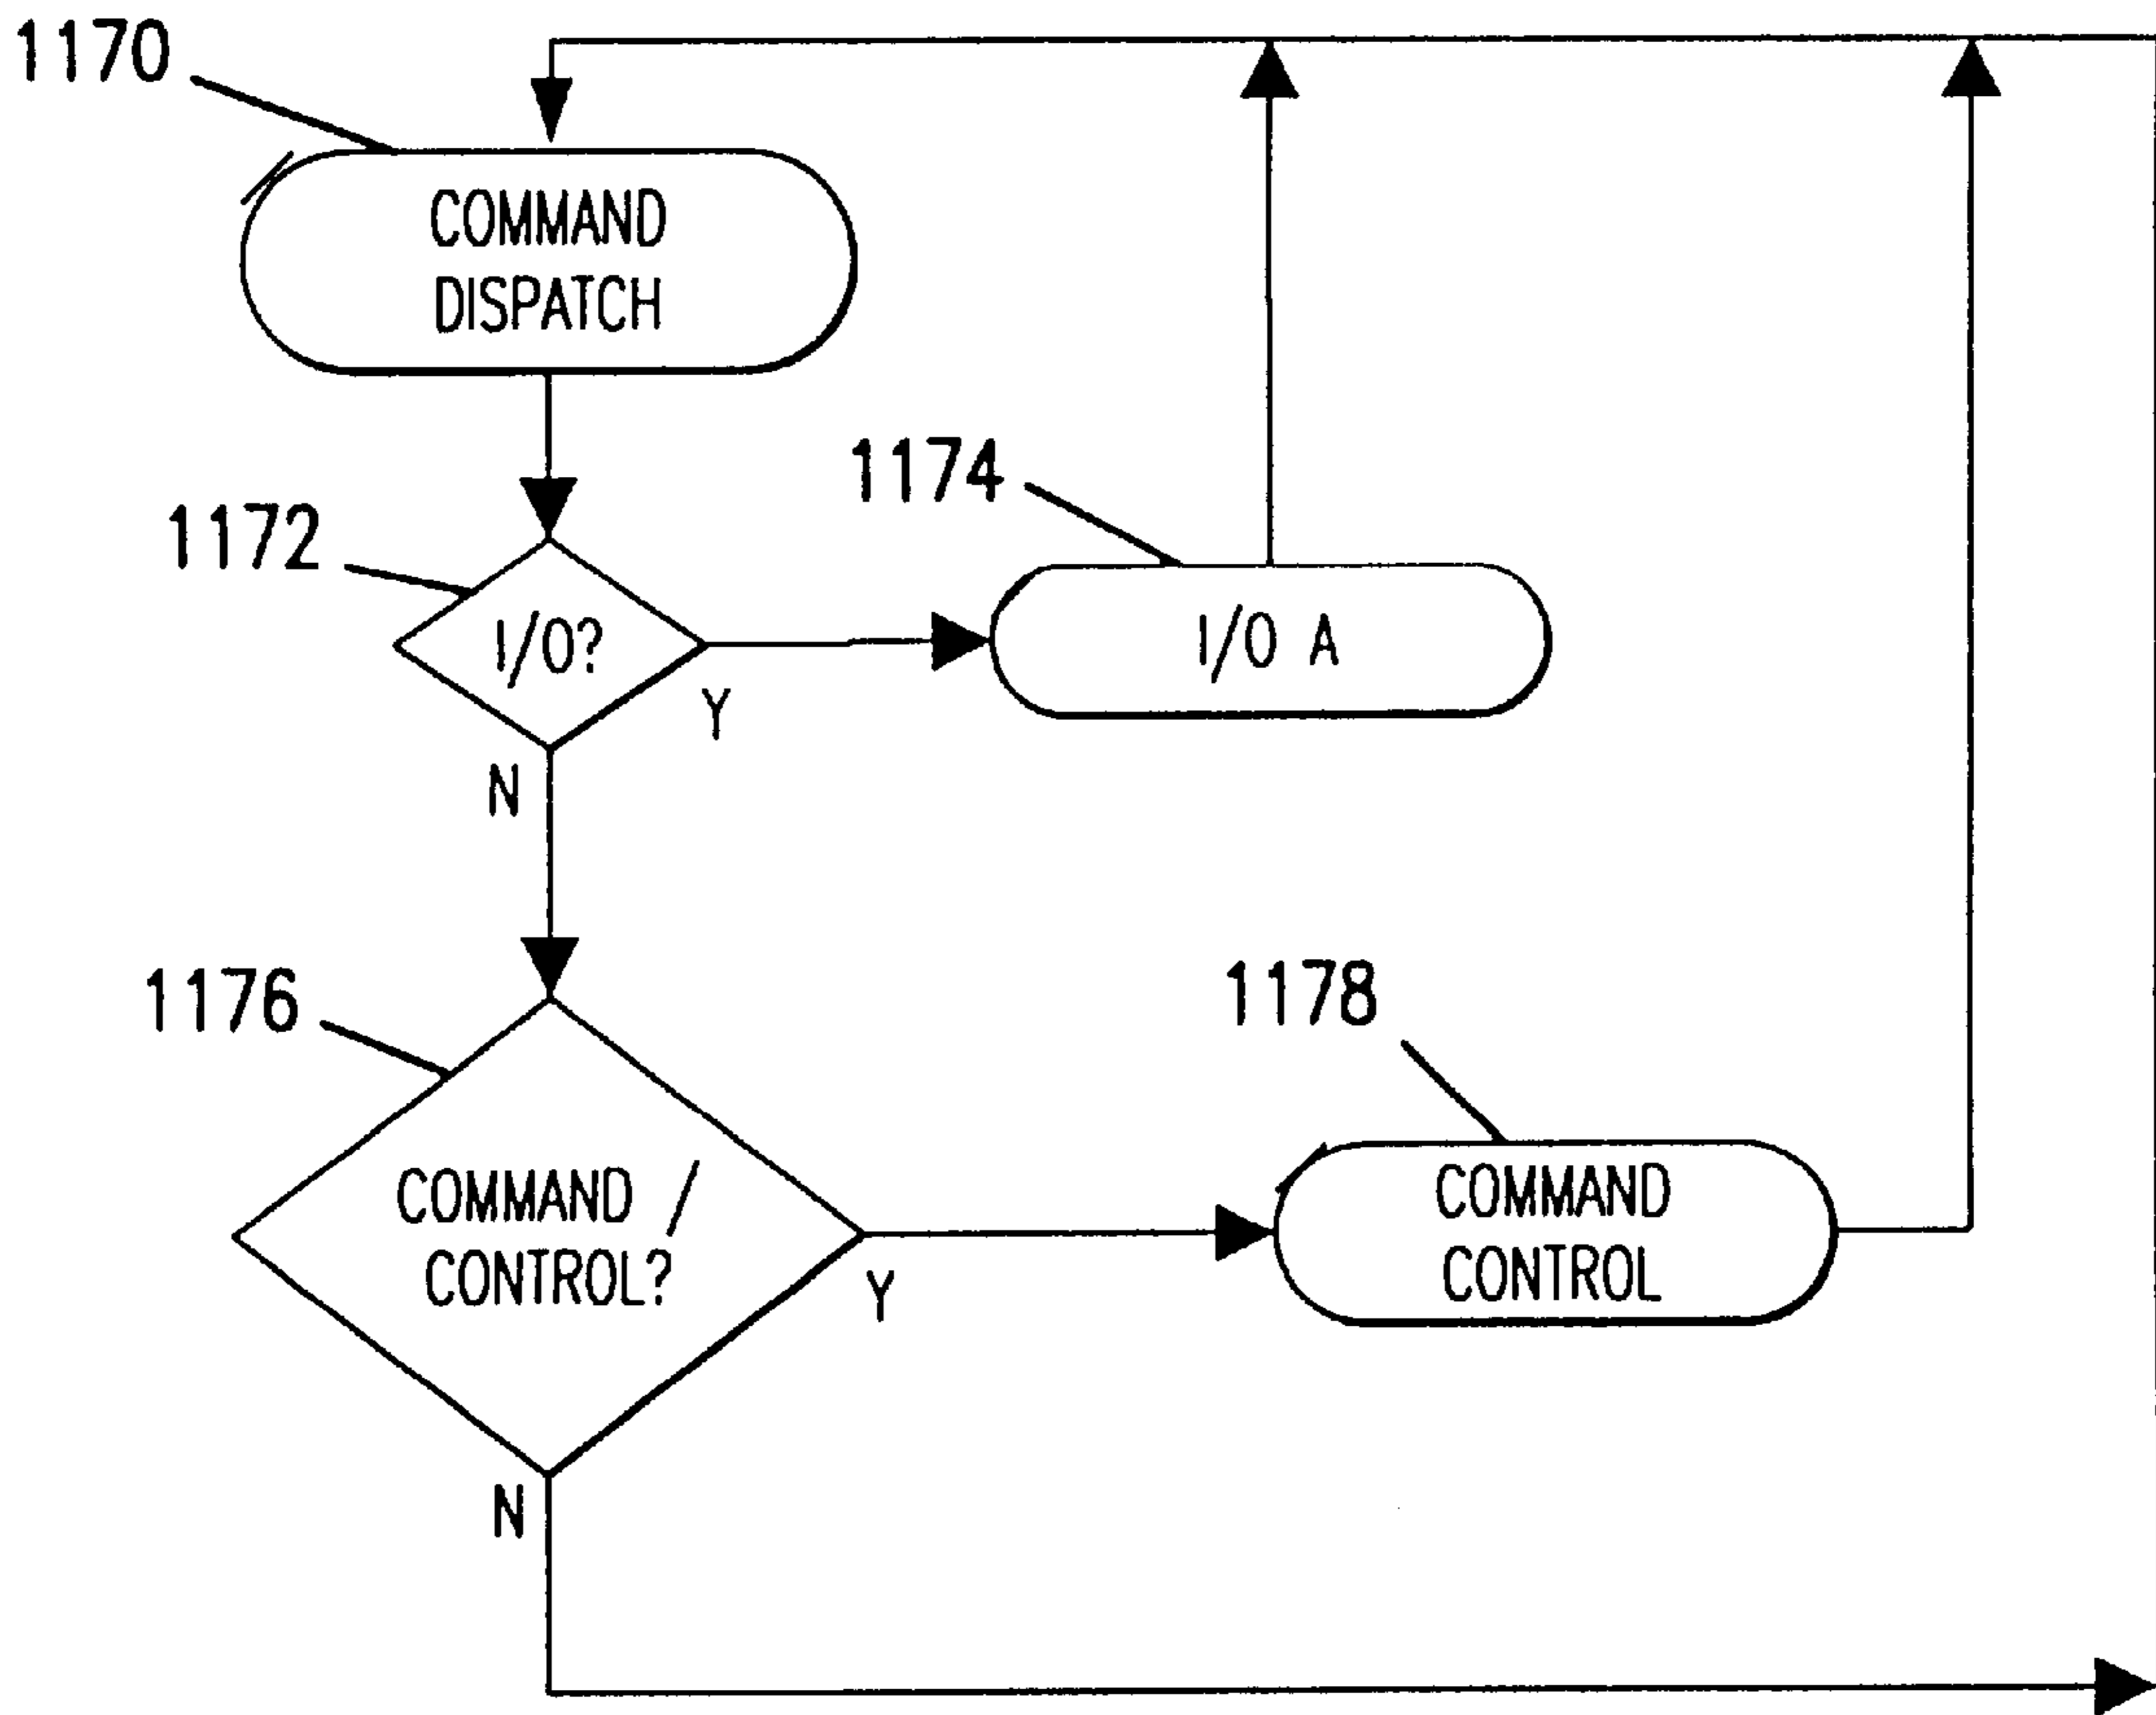 1170
COMMAND
DISPATCH
1174
1172
I/O?
I/O A
Y
N
1176
1178
COMMAND /
CONTROL?
COMMAND
CONTROL
Y
N